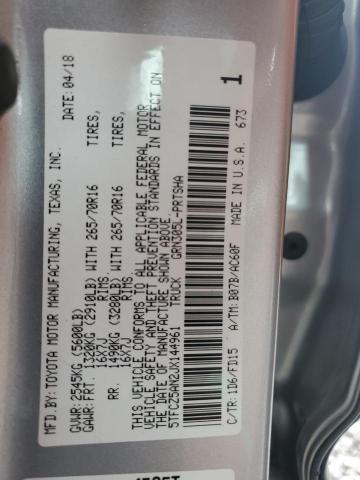 MFD. BY: TOYOTA MOTOR MANUFACTURING, TEXAS, INC. DATE: 04/18
GVWR: 2545KG (5600LB)
GAWR: FRT. 1320KG (2910LB) WITH 265/70R16 TIRES,
16X7J RIMS
RR. 1490KG (3280LB) WITH 265/70R16 TIRES,
16X7J RIMS
THIS VEHICLE CONFORMS TO ALL APPLICABLE FEDERAL MOTOR
VEHICLE SAFETY AND THEFT PREVENTION STANDARDS IN EFFECT ON
THE DATE OF MANUFACTURE SHOWN ABOVE.
5TFCZ5AN2JX144961 TRUCK GRN305L-PRTSHA
C/TR: 1D6/FD15 A/TM: B07B/AC60F MADE IN U.S.A. 673
1